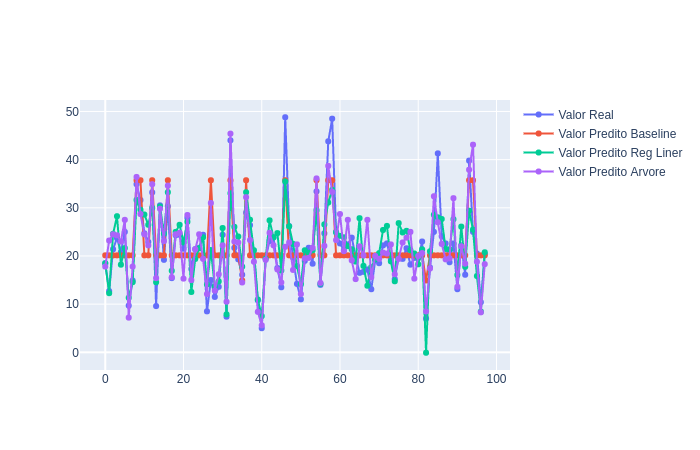 Valor Real
Valor Predito Baseline
Valor Predito Reg Liner
Valor Predito Arvore
50
40
30
20
10
0
0 20 40 60 80 100